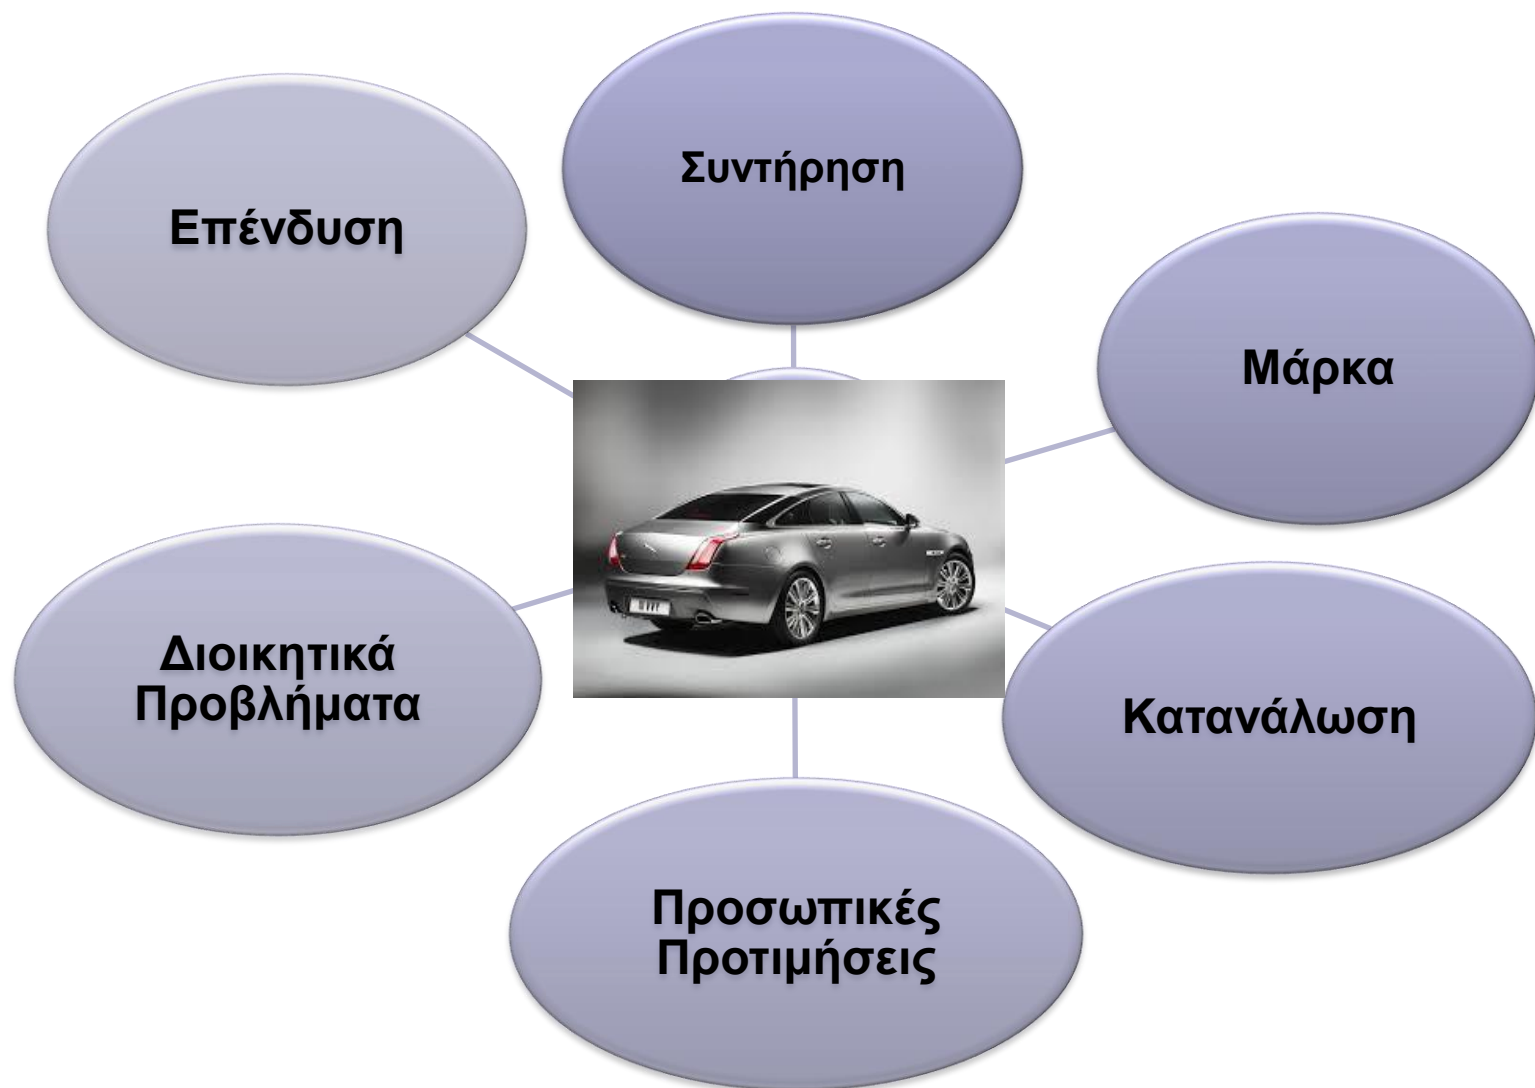 Συντήρηση
Επένδυση
Μάρκα
Διοικητικά
Προβλήματα
Κατανάλωση
Προσωπικές
Προτιμήσεις